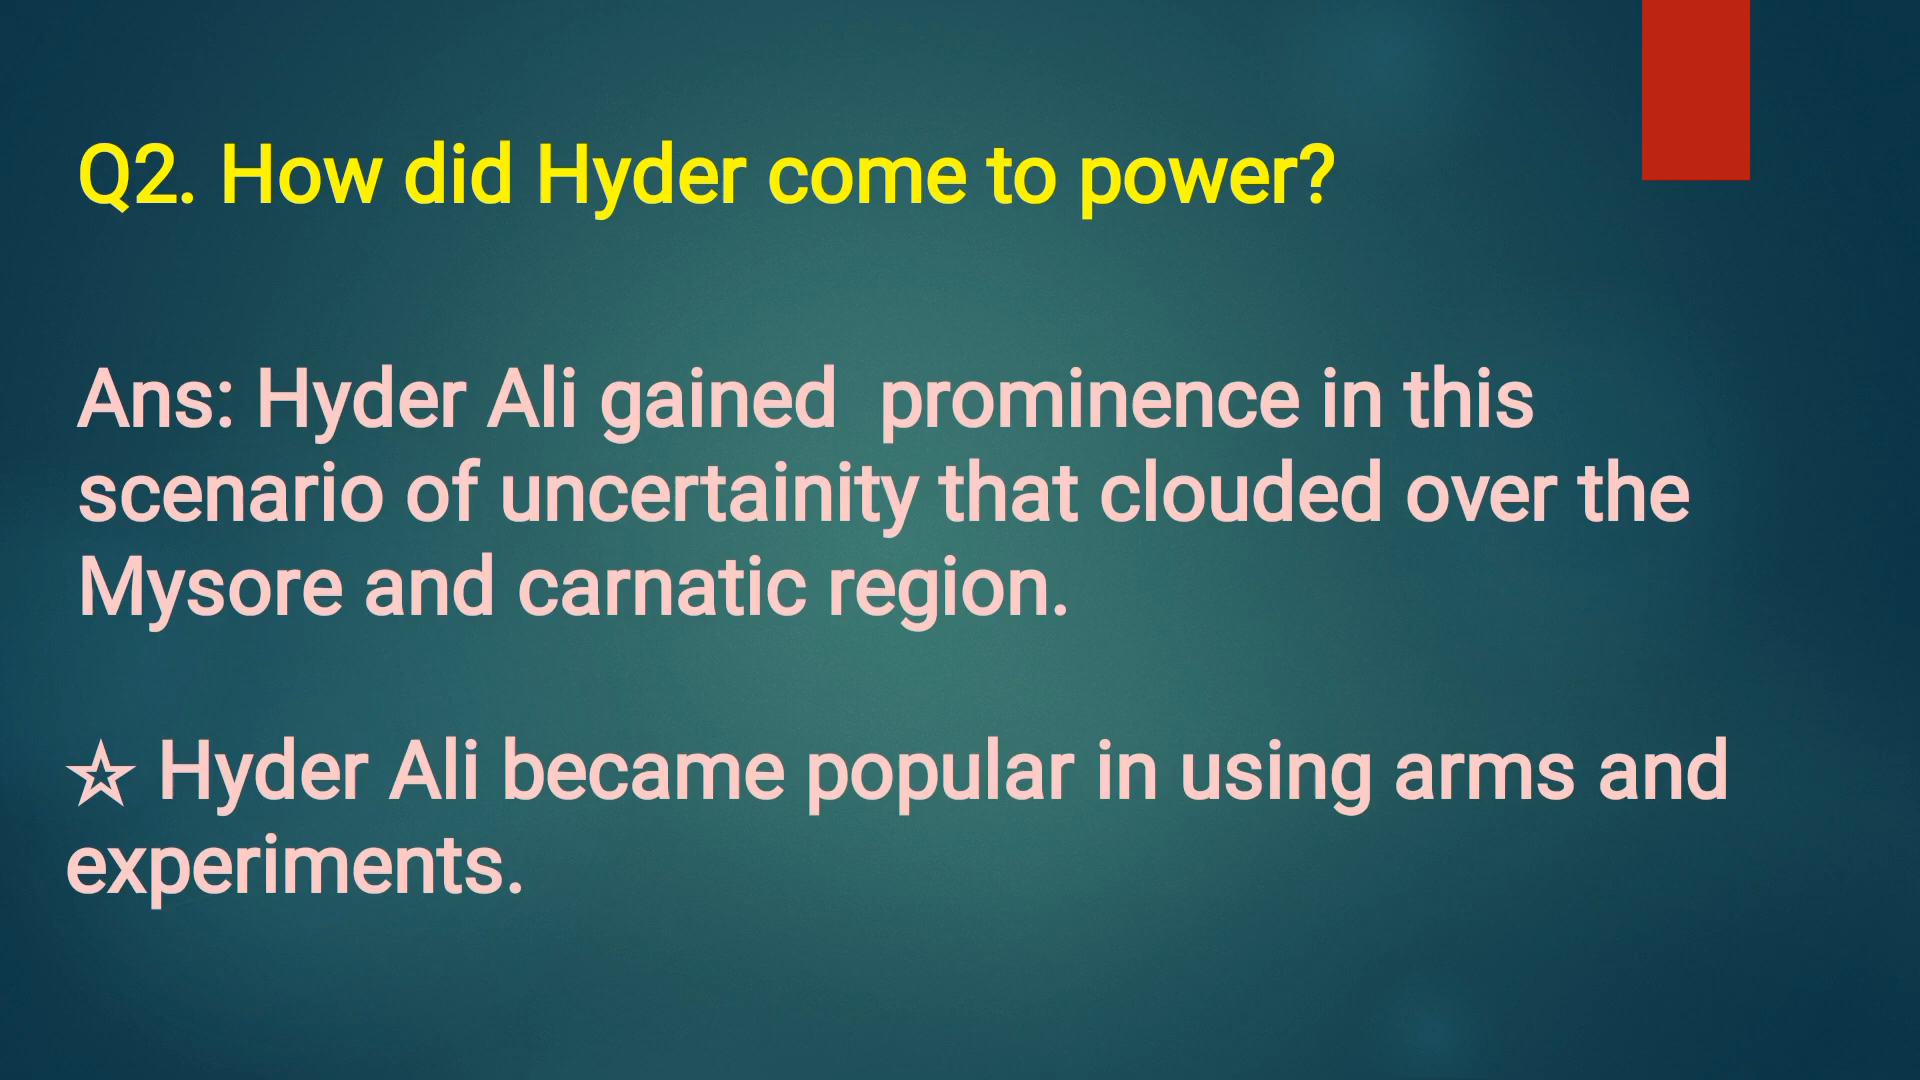 Q2. How did Hyder come to power?
Ans: Hyder Ali gained  prominence in this
scenario of uncertainity that clouded over the
Mysore and carnatic region.
☆ Hyder Ali became popular in using arms and
experiments.